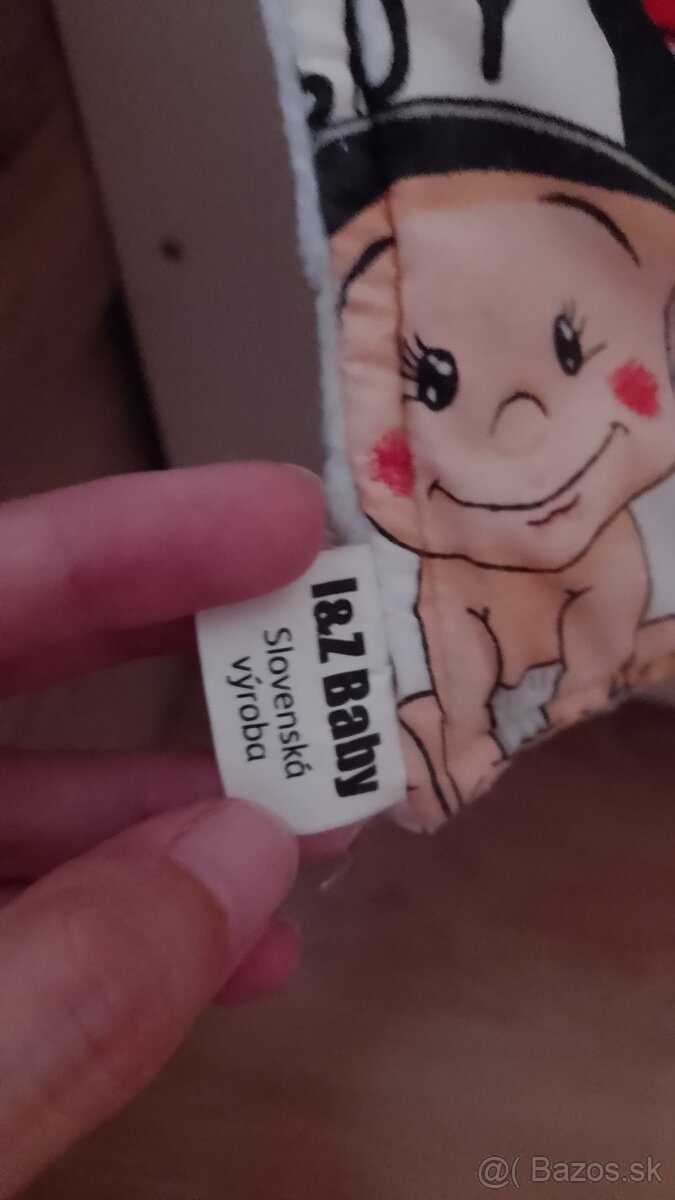 I&Z Baby
Slovenská
výroba
@( Bazos.sk